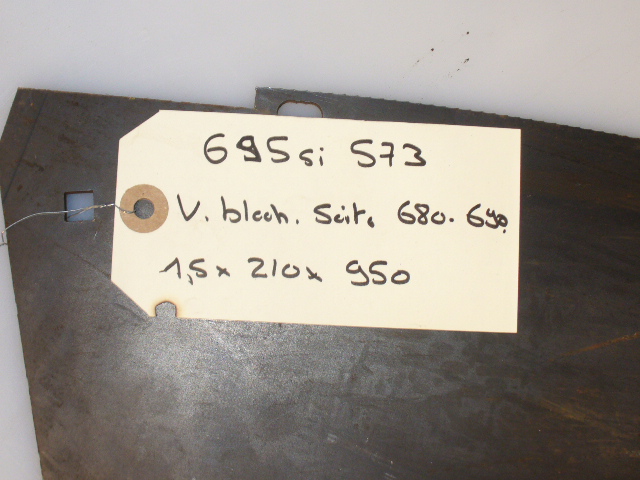 695si 573
V. blech. Seit. 680. 690.
1,5x 210x 950